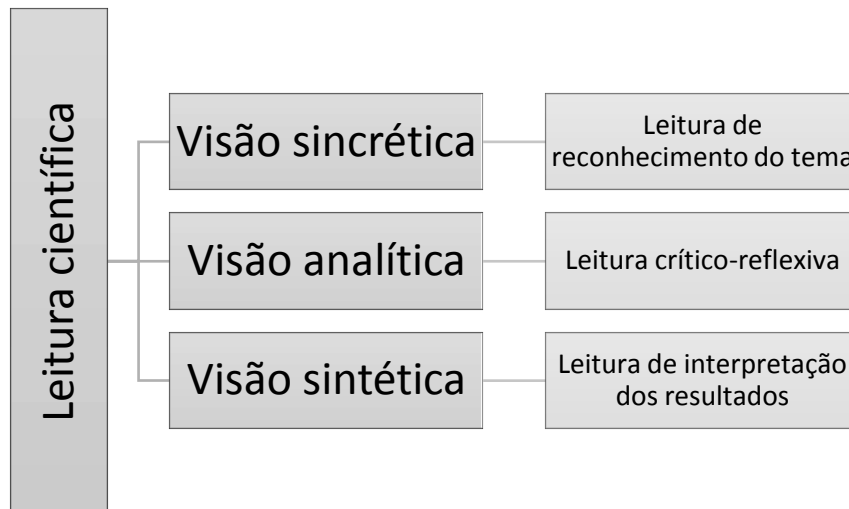 Leitura científica
Visão sincrética
Leitura de
reconhecimento do tema
Visão analítica
Leitura crítico-reflexiva
Visão sintética
Leitura de interpretação
dos resultados